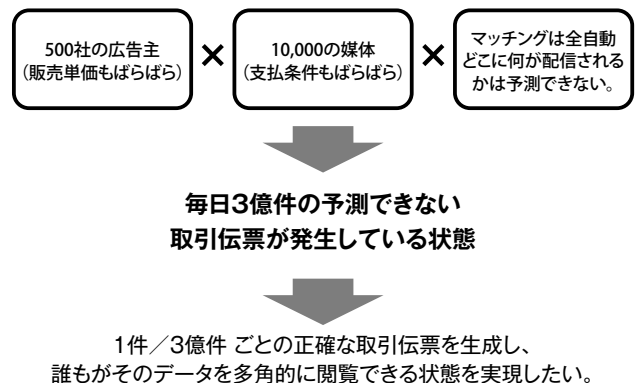 500社の広告主
（販売単価もばらばら）
×
10,000の媒体
（支払条件もばらばら）
×
マッチングは全自動
どこに何が配信される
かは予測できない。
毎日3億件の予測できない
取引伝票が発生している状態
1件／3億件 ごとの正確な取引伝票を生成し、
誰もがそのデータを多角的に閲覧できる状態を実現したい。